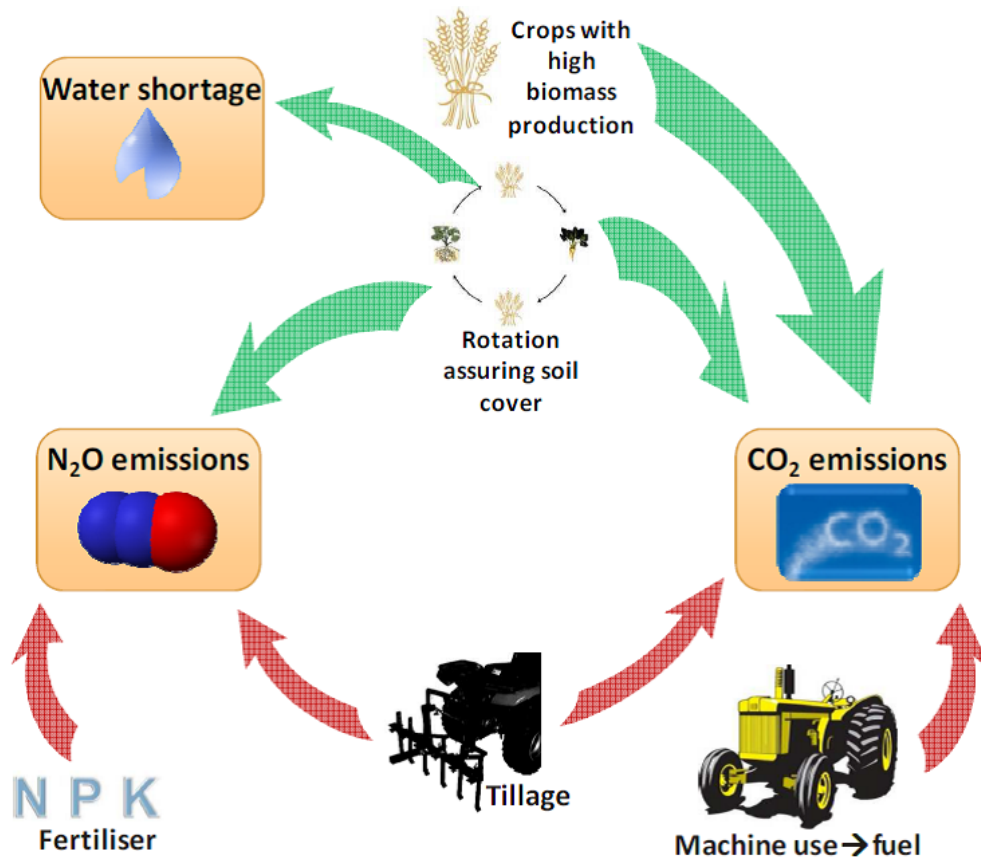 Water shortage
Crops with
high
biomass
production
Rotation
assuring soil
cover
N₂O emissions
CO₂ emissions
CO₂
N P K
Fertiliser
Tillage
Machine use→fuel